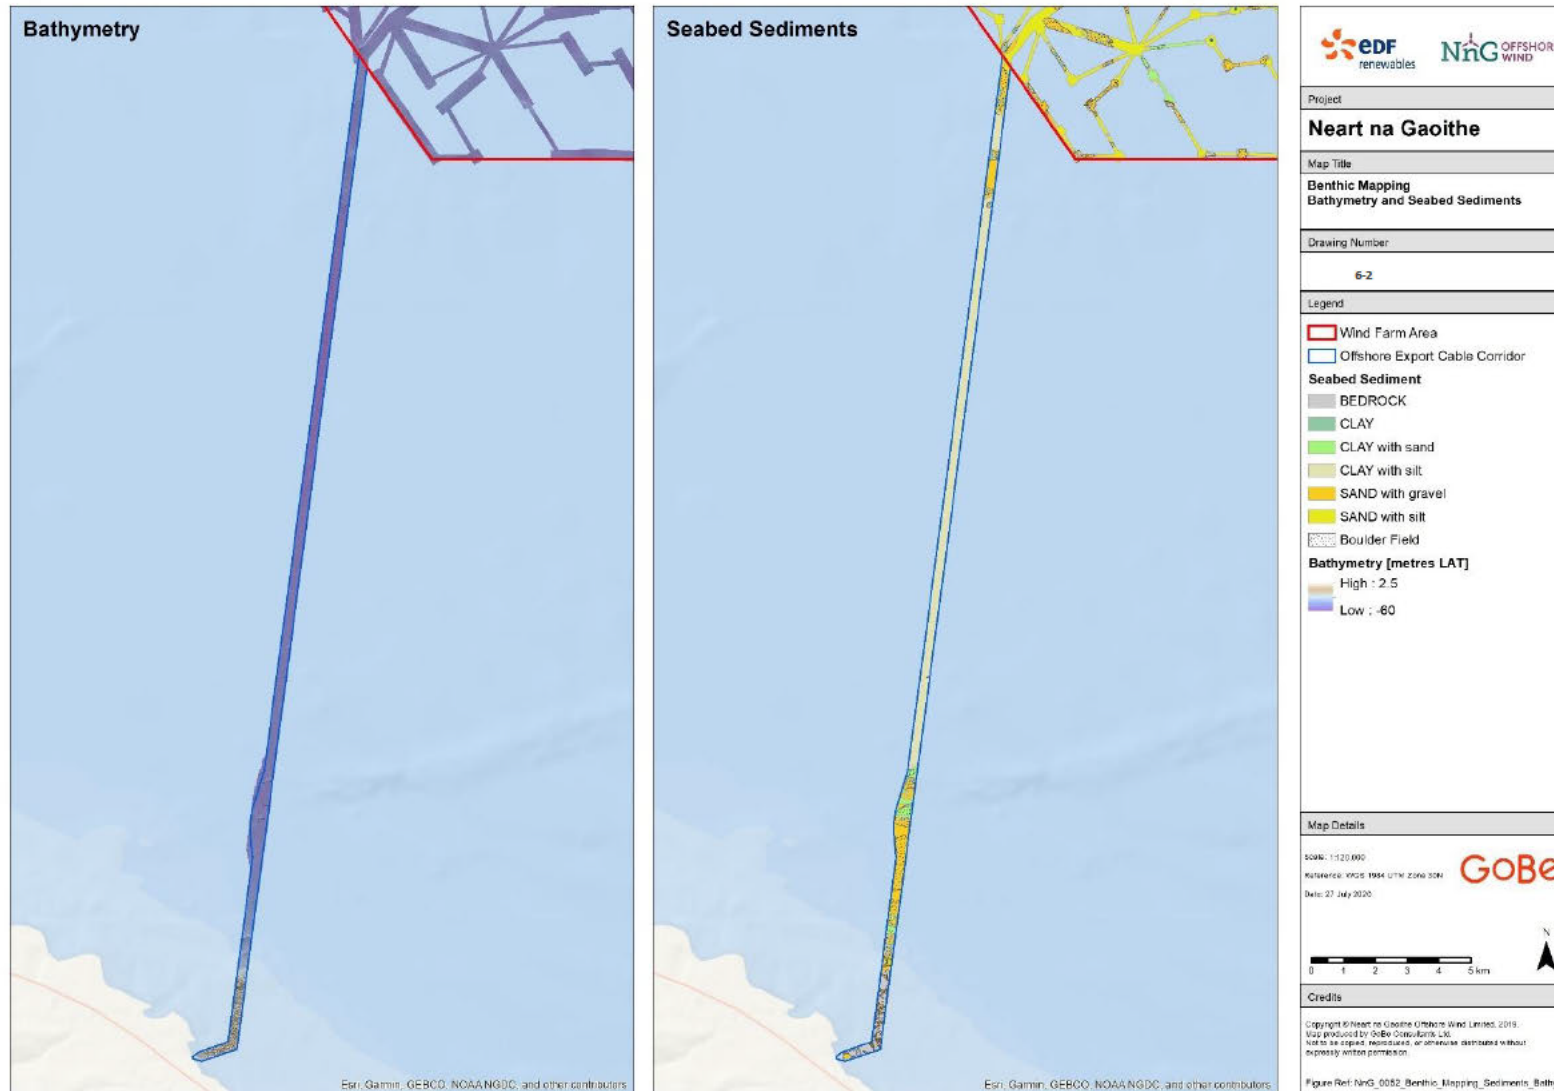 Bathymetry
Seabed Sediments
Esri, Garmin, GEBCO, NOAA NGDC, and other contributors
Esri, Garmin, GEBCO, NOAA NGDC, and other contributors
eDF
renewables
NnG OFFSHOR
WIND
Project
Neart na Gaoithe
Map Title
Benthic Mapping
Bathymetry and Seabed Sediments
Drawing Number
6-2
Legend
Wind Farm Area
Offshore Export Cable Corridor
Seabed Sediment
BEDROCK
CLAY
CLAY with sand
CLAY with silt
SAND with gravel
SAND with silt
Boulder Field
Bathymetry [metres LAT]
High : 2.5
Low : -60
Map Details
Scale: 1:120,000
Reference: WGS 1984 UTM Zone 30N
Date: 27 July 2020
GoBe
N
0 1 2 3 4 5 km
Credits
Copyright © Neart na Gaoithe Offshore Wind Limited, 2019.
Map produced by GoBe Consultants Ltd.
Not to be copied, reproduced, or otherwise distributed without
expressly written permission.
Figure Ref: NnG_0052_Benthic_Mapping_Sediments_Bath